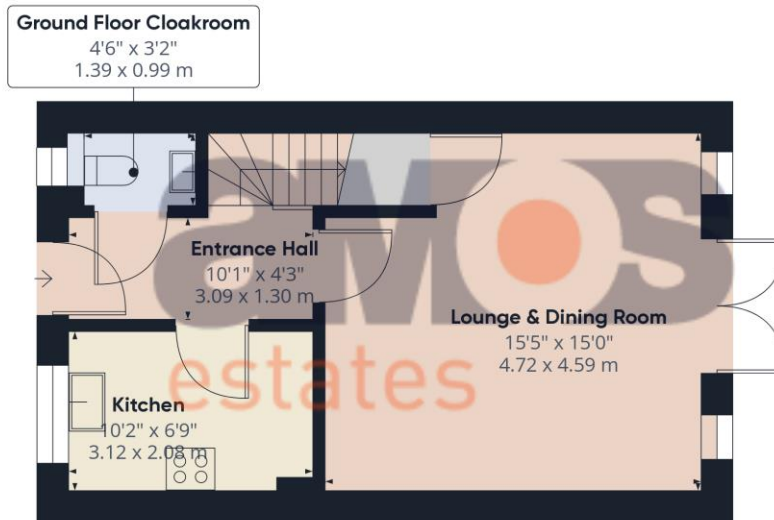 Ground Floor Cloakroom
4'6" x 3'2"
1.39 x 0.99 m
Entrance Hall
10'1" x 4'3"
3.09 x 1.30 m
Lounge & Dining Room
15'5" x 15'0"
4.72 x 4.59 m
Kitchen
10'2" x 6'9"
3.12 x 2.08 m
amos
estates